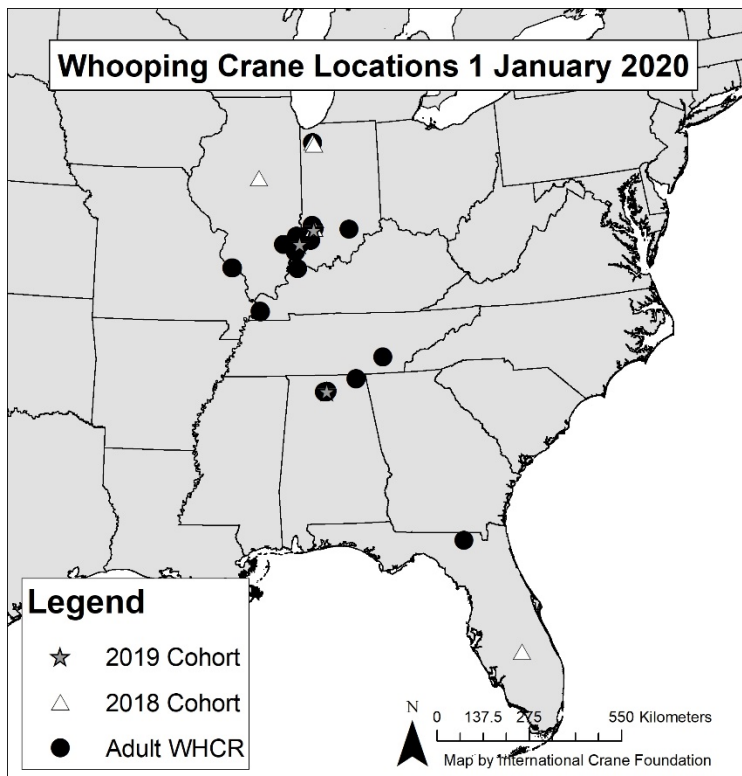 Whooping Crane Locations 1 January 2020
Legend
2019 Cohort
2018 Cohort
Adult WHCR
N
0 137.5 275 550 Kilometers
Map by International Crane Foundation